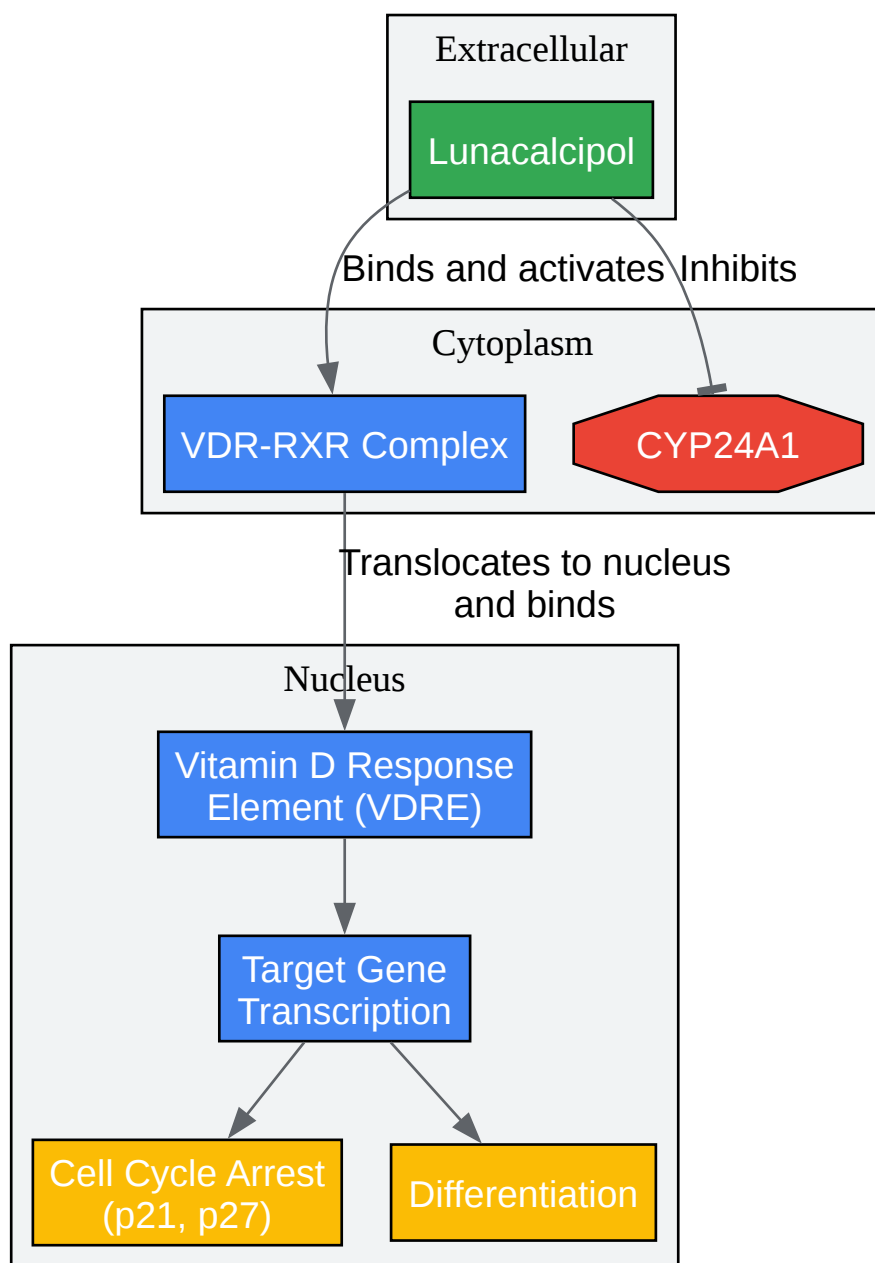 Extracellular
Lunacalcipol
Binds and activates
Inhibits
Cytoplasm
VDR-RXR Complex
CYP24A1
Translocates to nucleus
and binds
Nucleus
Vitamin D Response
Element (VDRE)
Target Gene
Transcription
Cell Cycle Arrest
(p21, p27)
Differentiation